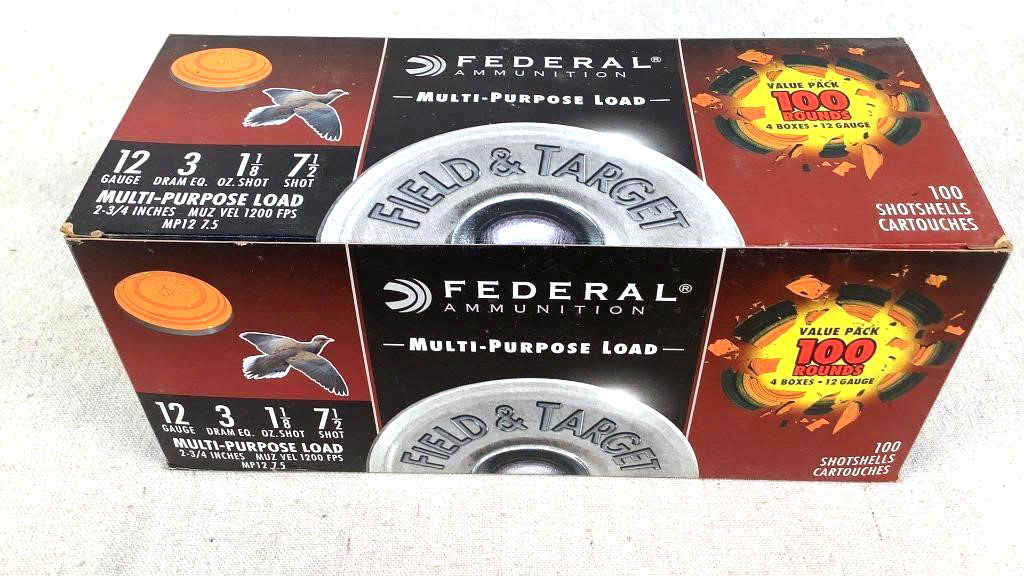 FEDERAL®
AMMUNITION
MULTI-PURPOSE LOAD
FIELD & TARGET
12 3 1 1/8 7 1/2
GAUGE DRAM EQ. OZ. SHOT SHOT
MULTI-PURPOSE LOAD
2-3/4 INCHES MUZ VEL 1200 FPS
MP12 7.5
VALUE PACK
100
ROUNDS
4 BOXES • 12 GAUGE
100
SHOTSHELLS
CARTOUCHES
FEDERAL®
AMMUNITION
MULTI-PURPOSE LOAD
FIELD & TARGET
12 3 1 1/8 7 1/2
GAUGE DRAM EQ. OZ. SHOT SHOT
MULTI-PURPOSE LOAD
2-3/4 INCHES MUZ VEL 1200 FPS
MP12 7.5
VALUE PACK
100
ROUNDS
4 BOXES • 12 GAUGE
100
SHOTSHELLS
CARTOUCHES